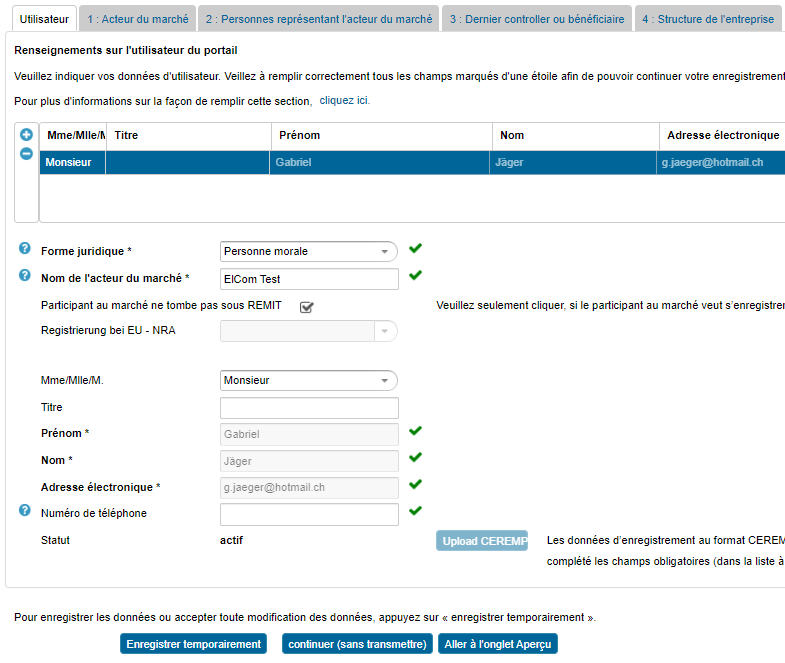 Utilisateur 1 : Acteur du marché 2 : Personnes représentant l'acteur du marché 3 : Dernier controller ou bénéficiaire 4 : Structure de l'entreprise
Renseignements sur l'utilisateur du portail
Veuillez indiquer vos données d'utilisateur. Veillez à remplir correctement tous les champs marqués d'une étoile afin de pouvoir continuer votre enregistrement
Pour plus d'informations sur la façon de remplir cette section, cliquez ici.
Mme/Mlle/M Titre Prénom Nom Adresse électronique
Monsieur Gabriel Jäger g.jaeger@hotmail.ch
Forme juridique * Personne morale
Nom de l'acteur du marché * ElCom Test
Participant au marché ne tombe pas sous REMIT Veuillez seulement cliquer, si le participant au marché veut s'enregistrer
Registrierung bei EU - NRA
Mme/Mlle/M. Monsieur
Titre
Prénom * Gabriel
Nom * Jäger
Adresse électronique * g.jaeger@hotmail.ch
Numéro de téléphone
Statut actif Upload CEREMP Les données d'enregistrement au format CEREM
complété les champs obligatoires (dans la liste à
Pour enregistrer les données ou accepter toute modification des données, appuyez sur « enregistrer temporairement ».
Enregistrer temporairement continuer (sans transmettre) Aller à l'onglet Aperçu